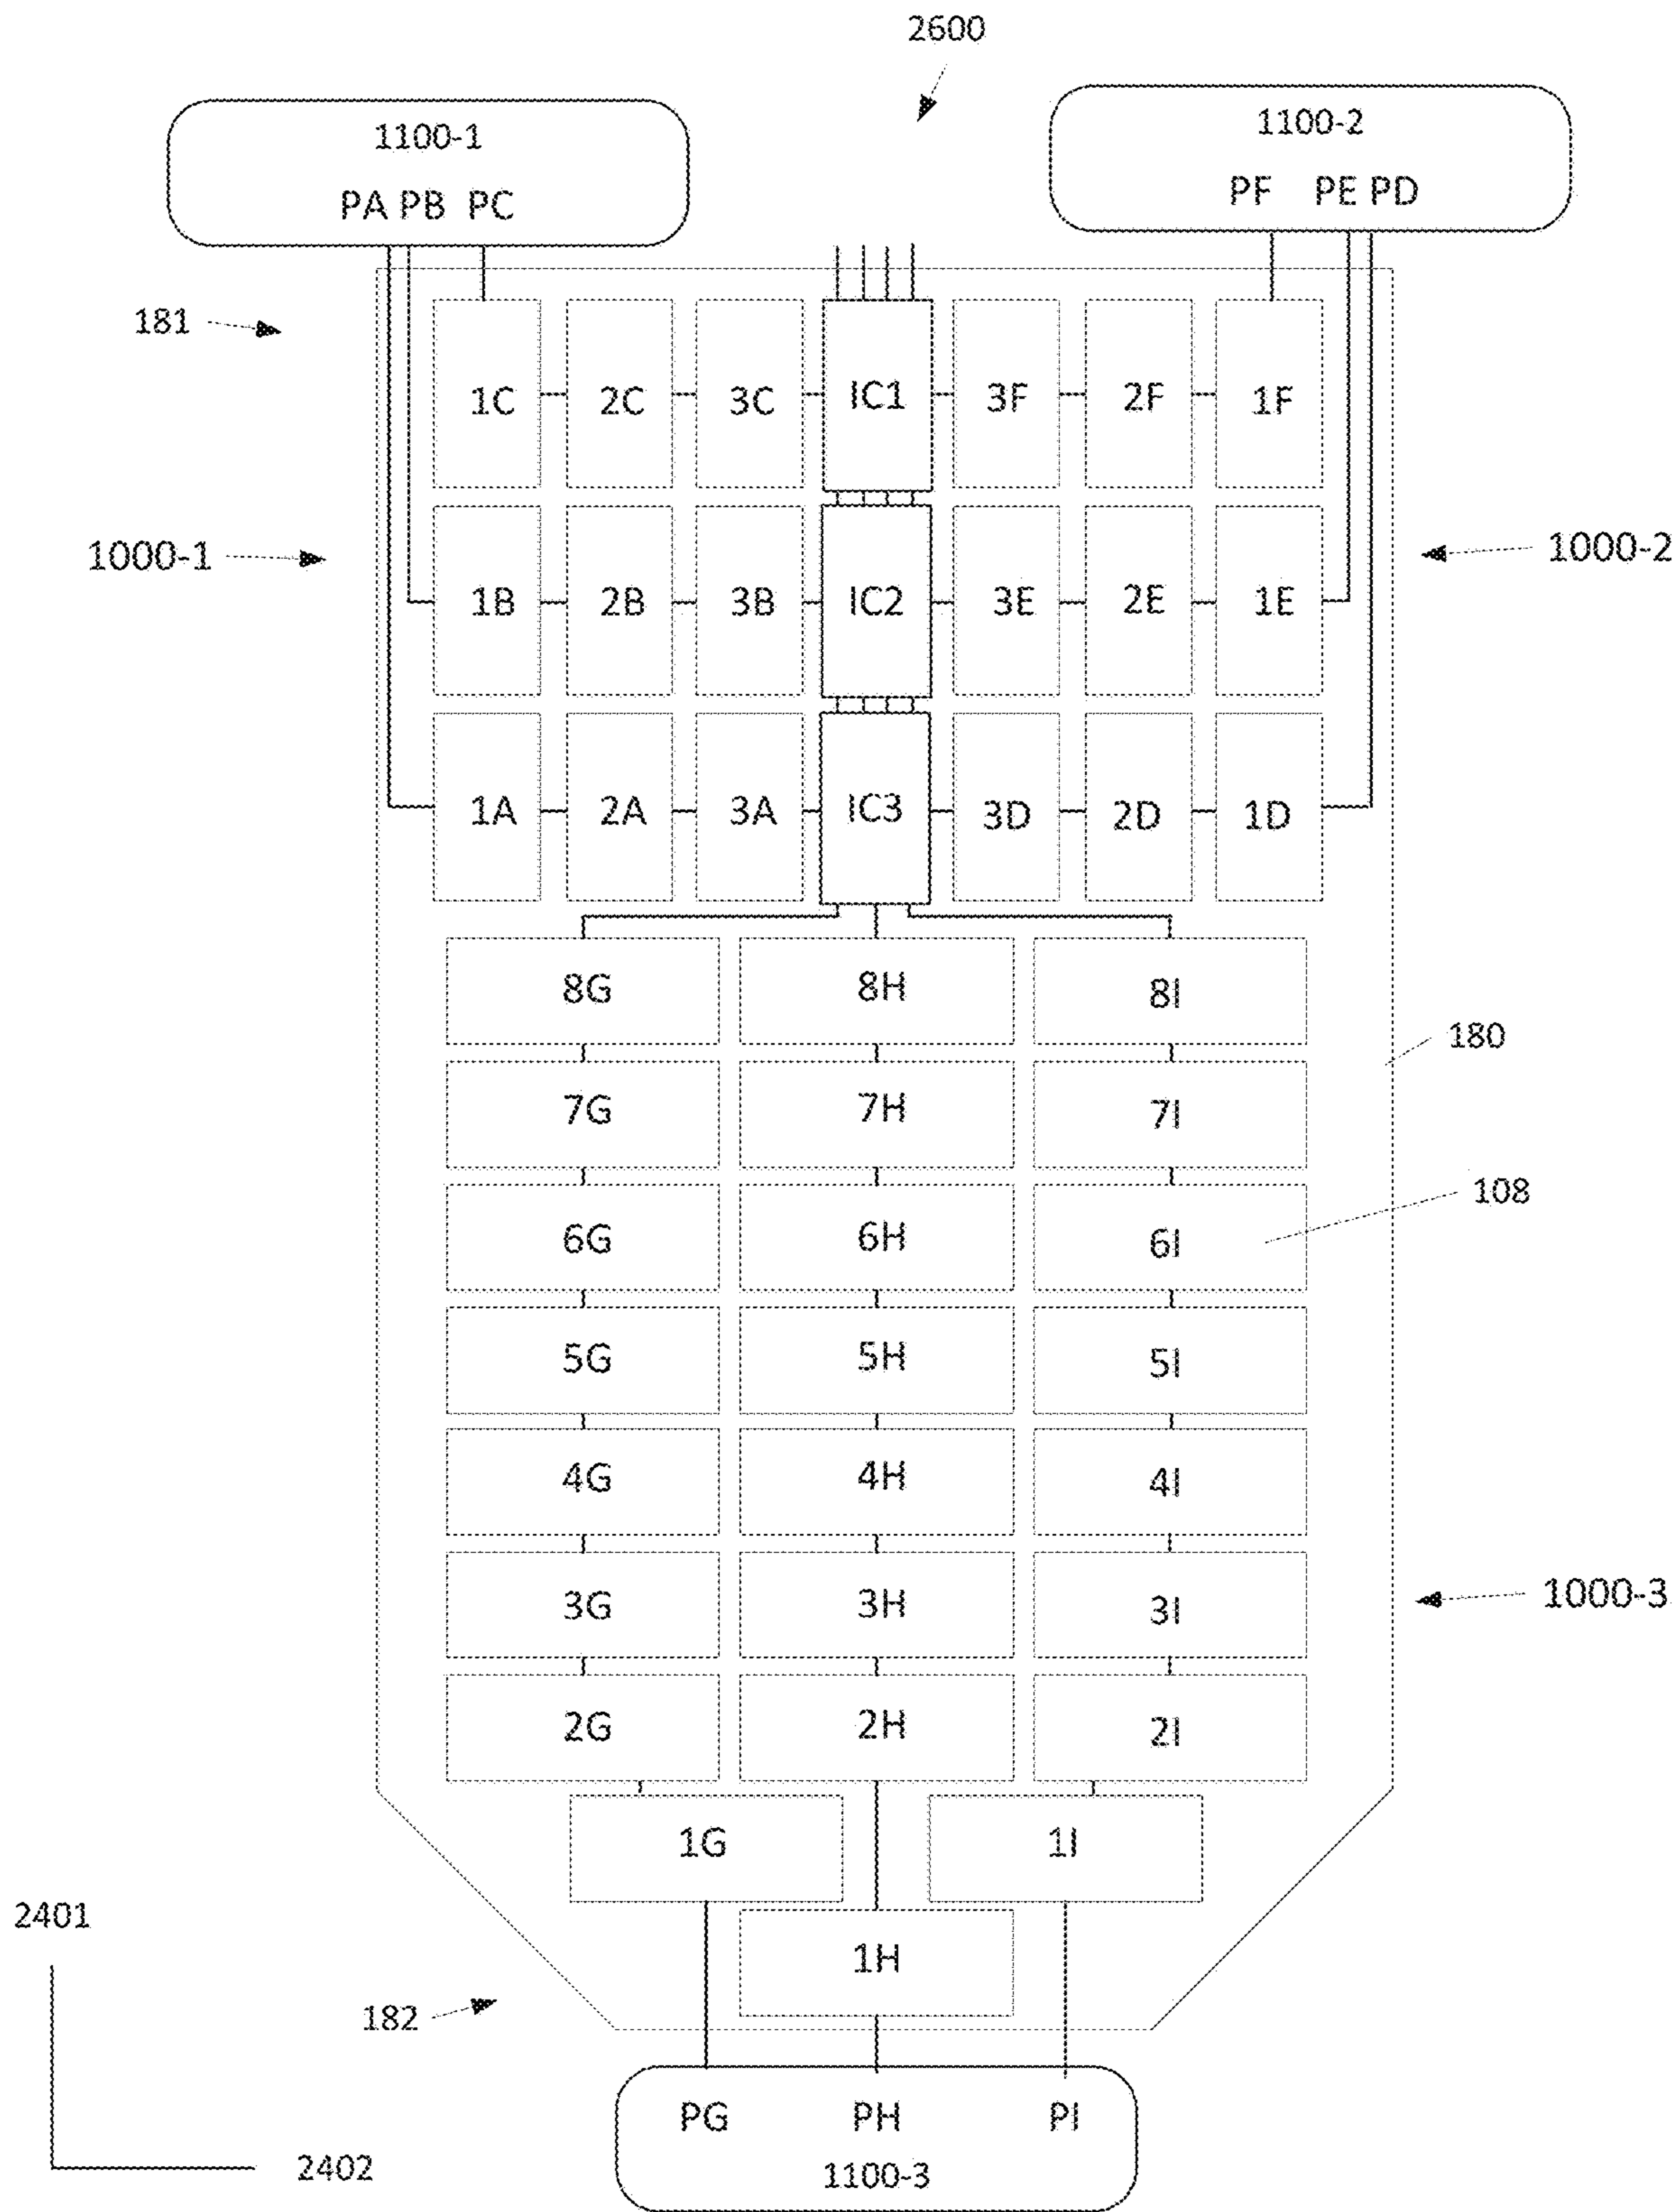 2600
1100-1
PA PB PC
1100-2
PF PE PD
181
1C 2C 3C IC1 3F 2F 1F
1000-1
1000-2
1B 2B 3B IC2 3E 2E 1E
1A 2A 3A IC3 3D 2D 1D
8G 8H 8I
180
7G 7H 7I
108
6G 6H 6I
5G 5H 5I
4G 4H 4I
1000-3
3G 3H 3I
2G 2H 2I
1G 1I
2401
1H
182
PG PH PI
2402
1100-3